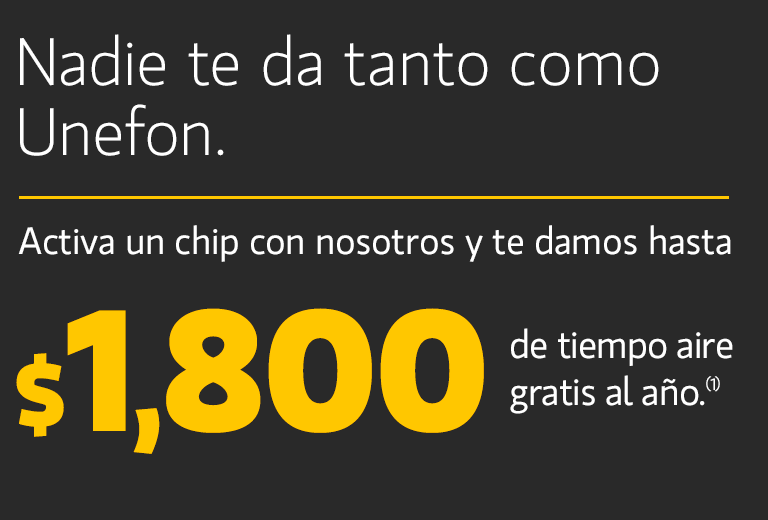 Nadie te da tanto como
Unefon.
Activa un chip con nosotros y te damos hasta
$1,800
de tiempo aire
gratis al año.(1)